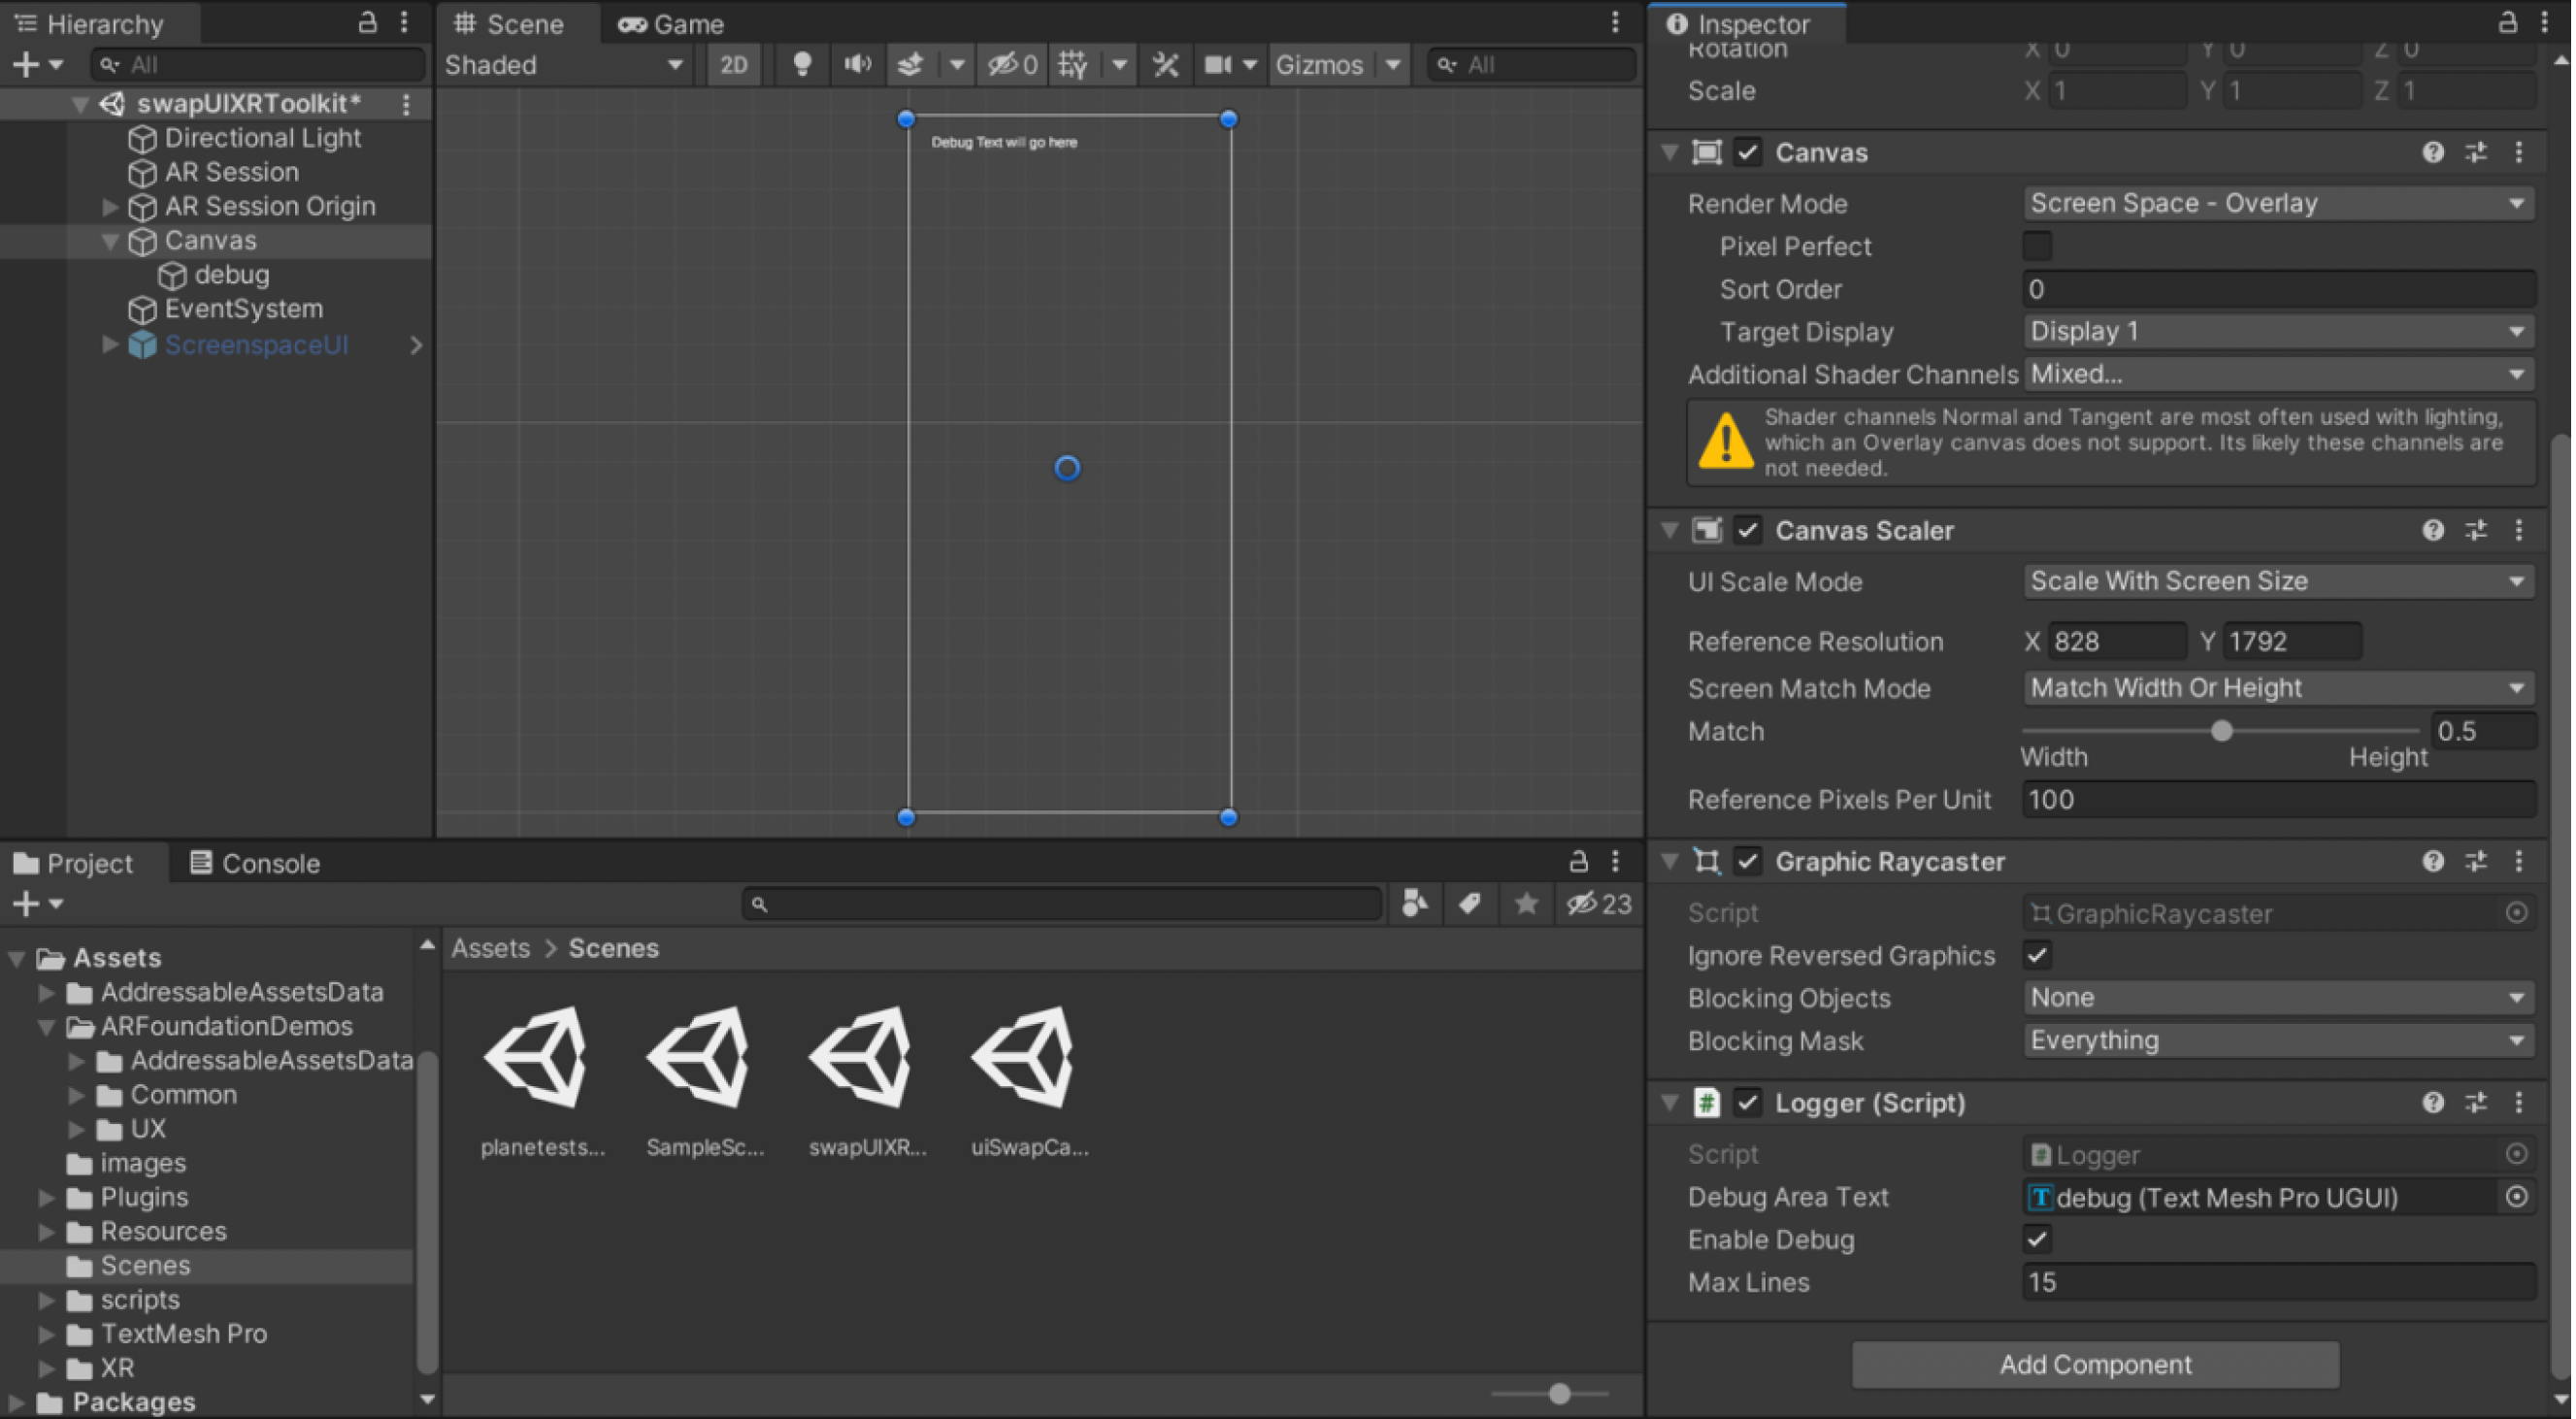 Hierarchy
All
swapUIXRToolkit*
Directional Light
AR Session
AR Session Origin
Canvas
debug
EventSystem
ScreenspaceUI
Scene
Game
Shaded
2D
0
Gizmos
All
Debug Text will go here
Project
Console
23
Assets
AddressableAssetsData
ARFoundationDemos
AddressableAssetsData
Common
UX
images
Plugins
Resources
Scenes
scripts
TextMesh Pro
XR
Packages
Assets > Scenes
planetests...
SampleSc...
swapUIXR...
uiSwapCa...
Inspector
Rotation X 0 Y 0 Z 0
Scale X 1 Y 1 Z 1
Canvas
Render Mode Screen Space - Overlay
Pixel Perfect
Sort Order 0
Target Display Display 1
Additional Shader Channels Mixed...
Shader channels Normal and Tangent are most often used with lighting,
which an Overlay canvas does not support. Its likely these channels are
not needed.
Canvas Scaler
UI Scale Mode Scale With Screen Size
Reference Resolution X 828 Y 1792
Screen Match Mode Match Width Or Height
Match 0.5
Width Height
Reference Pixels Per Unit 100
Graphic Raycaster
Script GraphicRaycaster
Ignore Reversed Graphics
Blocking Objects None
Blocking Mask Everything
# Logger (Script)
Script # Logger
Debug Area Text T debug (Text Mesh Pro UGUI)
Enable Debug
Max Lines 15
Add Component